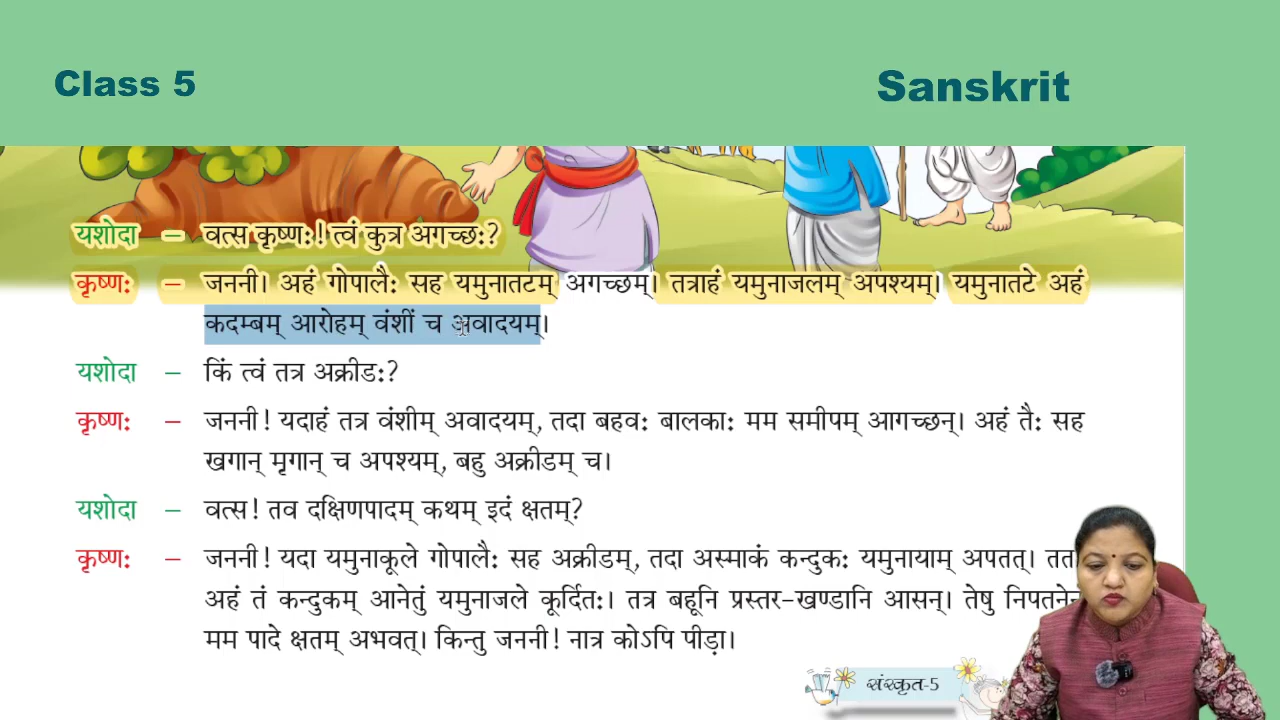 Class 5
Sanskrit
यशोदा – वत्स कृष्णः! त्वं कुत्र अगच्छः?
कृष्णः – जननी। अहं गोपालैः सह यमुनातटम् अगच्छम्। तत्राहं यमुनाजलम् अपश्यम्। यमुनातटे अहं
कदम्बम् आरोहम् वंशीं च अवादयम्।
यशोदा – किं त्वं तत्र अक्रीडः?
कृष्णः – जननी! यदाहं तत्र वंशीम् अवादयम्, तदा बहवः बालकाः मम समीपम् आगच्छन्। अहं तैः सह
खगान् मृगान् च अपश्यम्, बहु अक्रीडम् च।
यशोदा – वत्स! तव दक्षिणपादम् कथम् इदं क्षतम्?
कृष्णः – जननी! यदा यमुनाकूले गोपालैः सह अक्रीडम्, तदा अस्माकं कन्दुकः यमुनायाम् अपतत्।
अहं तं कन्दुकम् आनेतुं यमुनाजले कूर्दितः। तत्र बहूनि प्रस्तर-खण्डानि आसन्। तेषु
मम पादे क्षतम् अभवत्। किन्तु जननी! नात्र कोऽपि पीड़ा।
संस्कृत-5